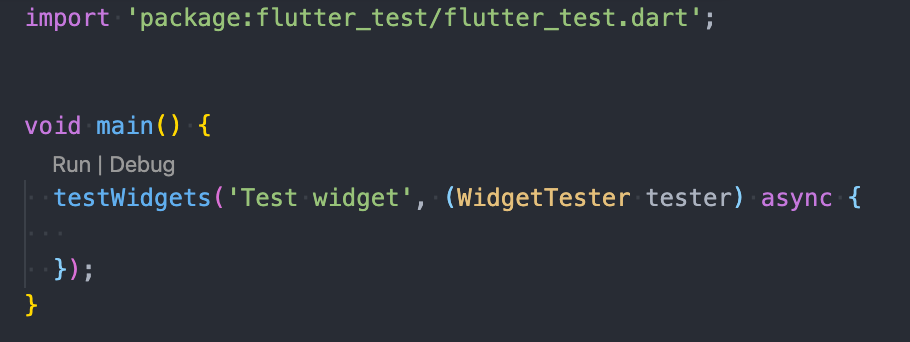 import 'package:flutter_test/flutter_test.dart';
void main() {
Run | Debug
testWidgets('Test widget', (WidgetTester tester) async {
});
}